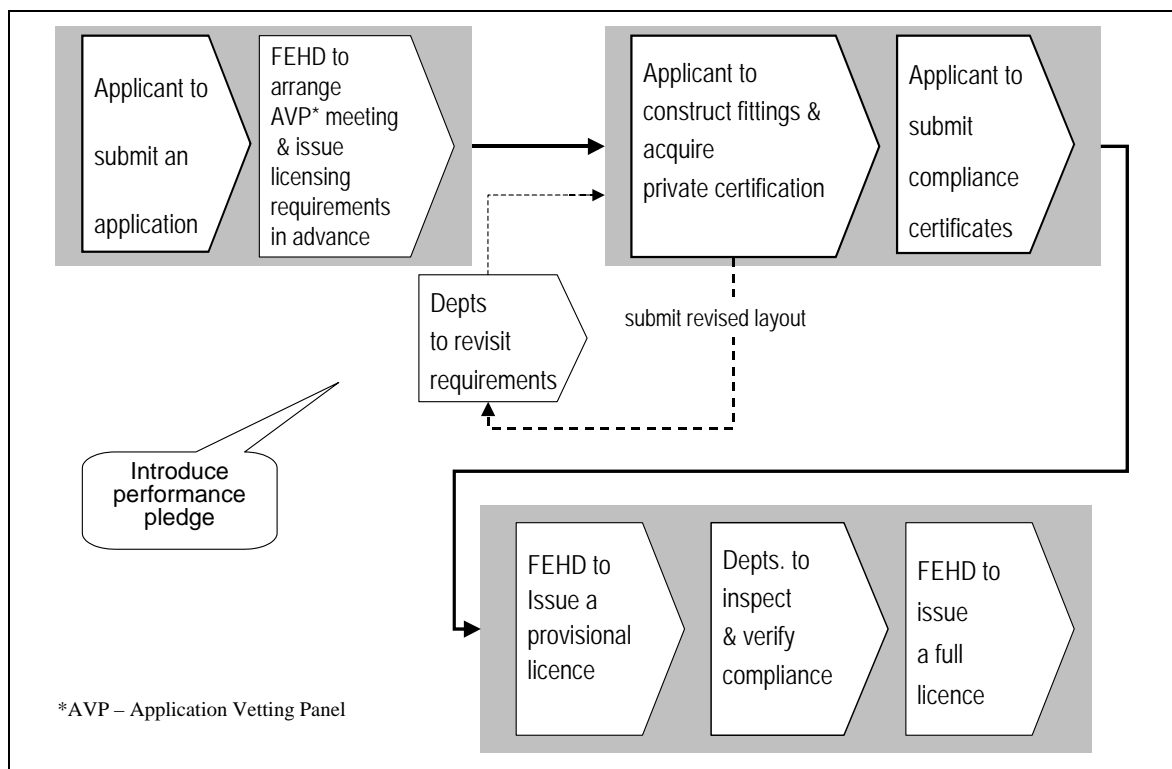 Applicant to
submit an
application
FEHD to
arrange
AVP* meeting
& issue
licensing
requirements
in advance
Applicant to
construct fittings &
acquire
private certification
Applicant to
submit
compliance
certificates
Depts
to revisit
requirements
submit revised layout
Introduce
performance
pledge
FEHD to
Issue a
provisional
licence
Depts. to
inspect
& verify
compliance
FEHD to
issue
a full
licence
*AVP – Application Vetting Panel